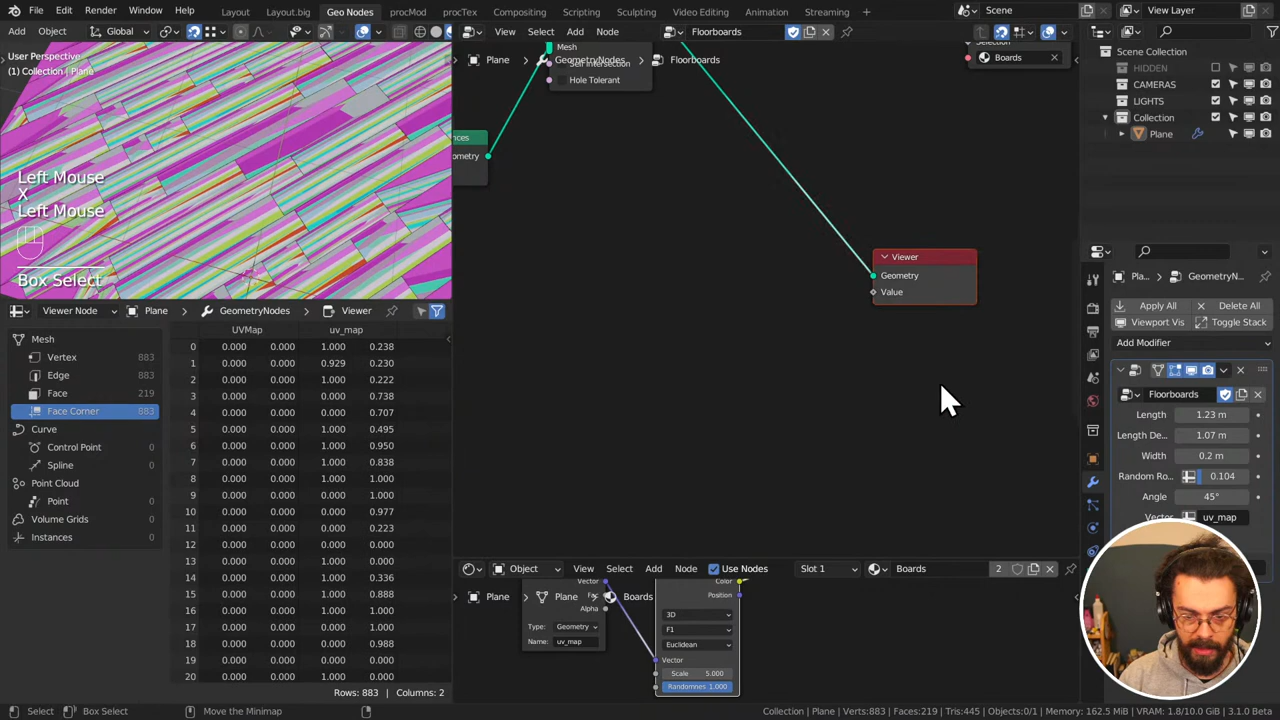 File Edit Render Window Help Layout Layout.big Geo Nodes procMod procTex Compositing Scripting Sculpting Video Editing Animation Streaming Scene View Layer
Add Object Global View Select Add Node Floorboards
User Perspective
(1) Collection | Plane
Left Mouse
X
Left Mouse
Box Select
Plane GeometryNodes Floorboards
Mesh
Hole Tolerant
nces
ometry
Selection
Boards
Viewer
Geometry
Value
Scene Collection
HIDDEN
CAMERAS
LIGHTS
Collection
Plane
Viewer Node Plane GeometryNodes Viewer
Mesh
Vertex 883
Edge 883
Face 219
Face Corner 883
Curve
Control Point 0
Spline 0
Point Cloud
Point 0
Volume Grids 0
Instances 0
UVMap uv_map
0 0.000 0.000 1.000 0.238
1 0.000 0.000 0.929 0.230
2 0.000 0.000 1.000 0.222
3 0.000 0.000 1.000 0.738
4 0.000 0.000 1.000 0.707
5 0.000 0.000 1.000 0.495
6 0.000 0.000 1.000 0.950
7 0.000 0.000 1.000 0.838
8 0.000 0.000 1.000 1.000
9 0.000 0.000 0.000 1.000
10 0.000 0.000 1.000 0.977
11 0.000 0.000 1.000 0.223
12 0.000 0.000 0.000 0.000
13 0.000 0.000 1.000 0.000
14 0.000 0.000 1.000 0.336
15 0.000 0.000 1.000 0.888
16 0.000 0.000 1.000 1.000
17 0.000 0.000 0.000 1.000
18 0.000 0.000 1.000 0.988
19 0.000 0.000 0.000 0.000
20 0.000 0.000 1.000 0.000
Rows: 883 | Columns: 2
Pla... GeometryN...
Apply All Delete All
Viewport Vis Toggle Stack
Add Modifier
Floorboards
Length 1.23 m
Length De... 1.07 m
Width 0.2 m
Random Ro... 0.104
Angle 45°
Vector uv_map
Object View Select Add Node Use Nodes Slot 1 Boards 2
Plane Plane Boards
Vector
Fac
Alpha
Type: Geometry
Name: uv_map
Color
Position
3D
F1
Euclidean
Vector
Scale 5.000
Randomnes 1.000
Select Box Select Move the Minimap Collection | Plane | Verts:883 | Faces:219 | Tris:445 | Objects:0/1 | Memory: 162.5 MiB | VRAM: 1.8/10.0 GiB | 3.1.0 Beta